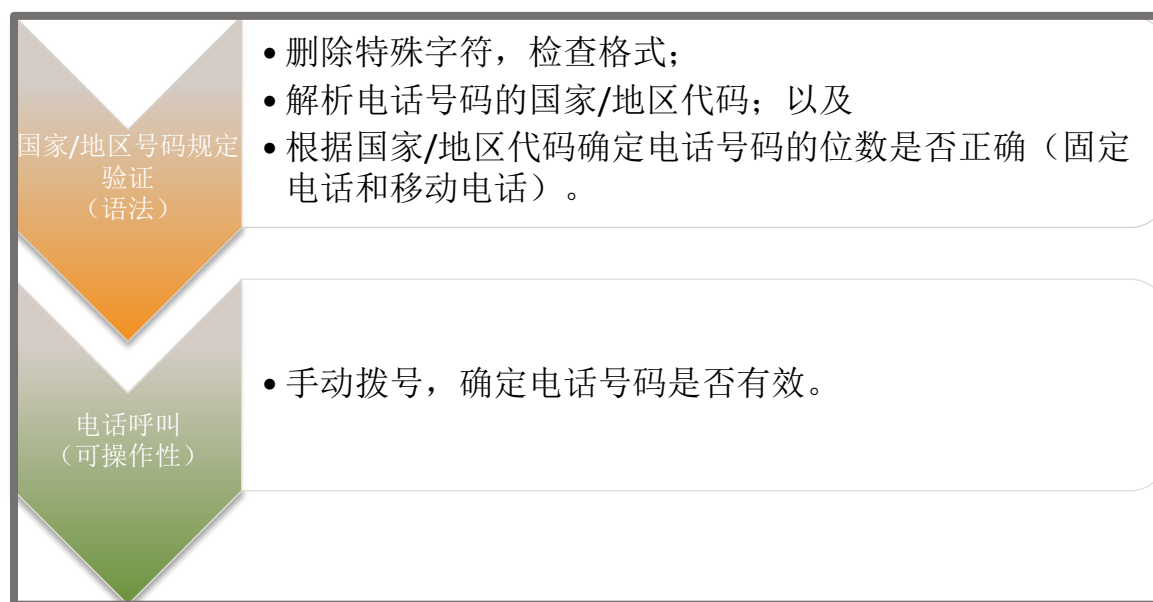 国家/地区号码规定
验证
（语法）
• 删除特殊字符，检查格式；
• 解析电话号码的国家/地区代码；以及
• 根据国家/地区代码确定电话号码的位数是否正确（固定
电话和移动电话）。
电话呼叫
（可操作性）
• 手动拨号，确定电话号码是否有效。